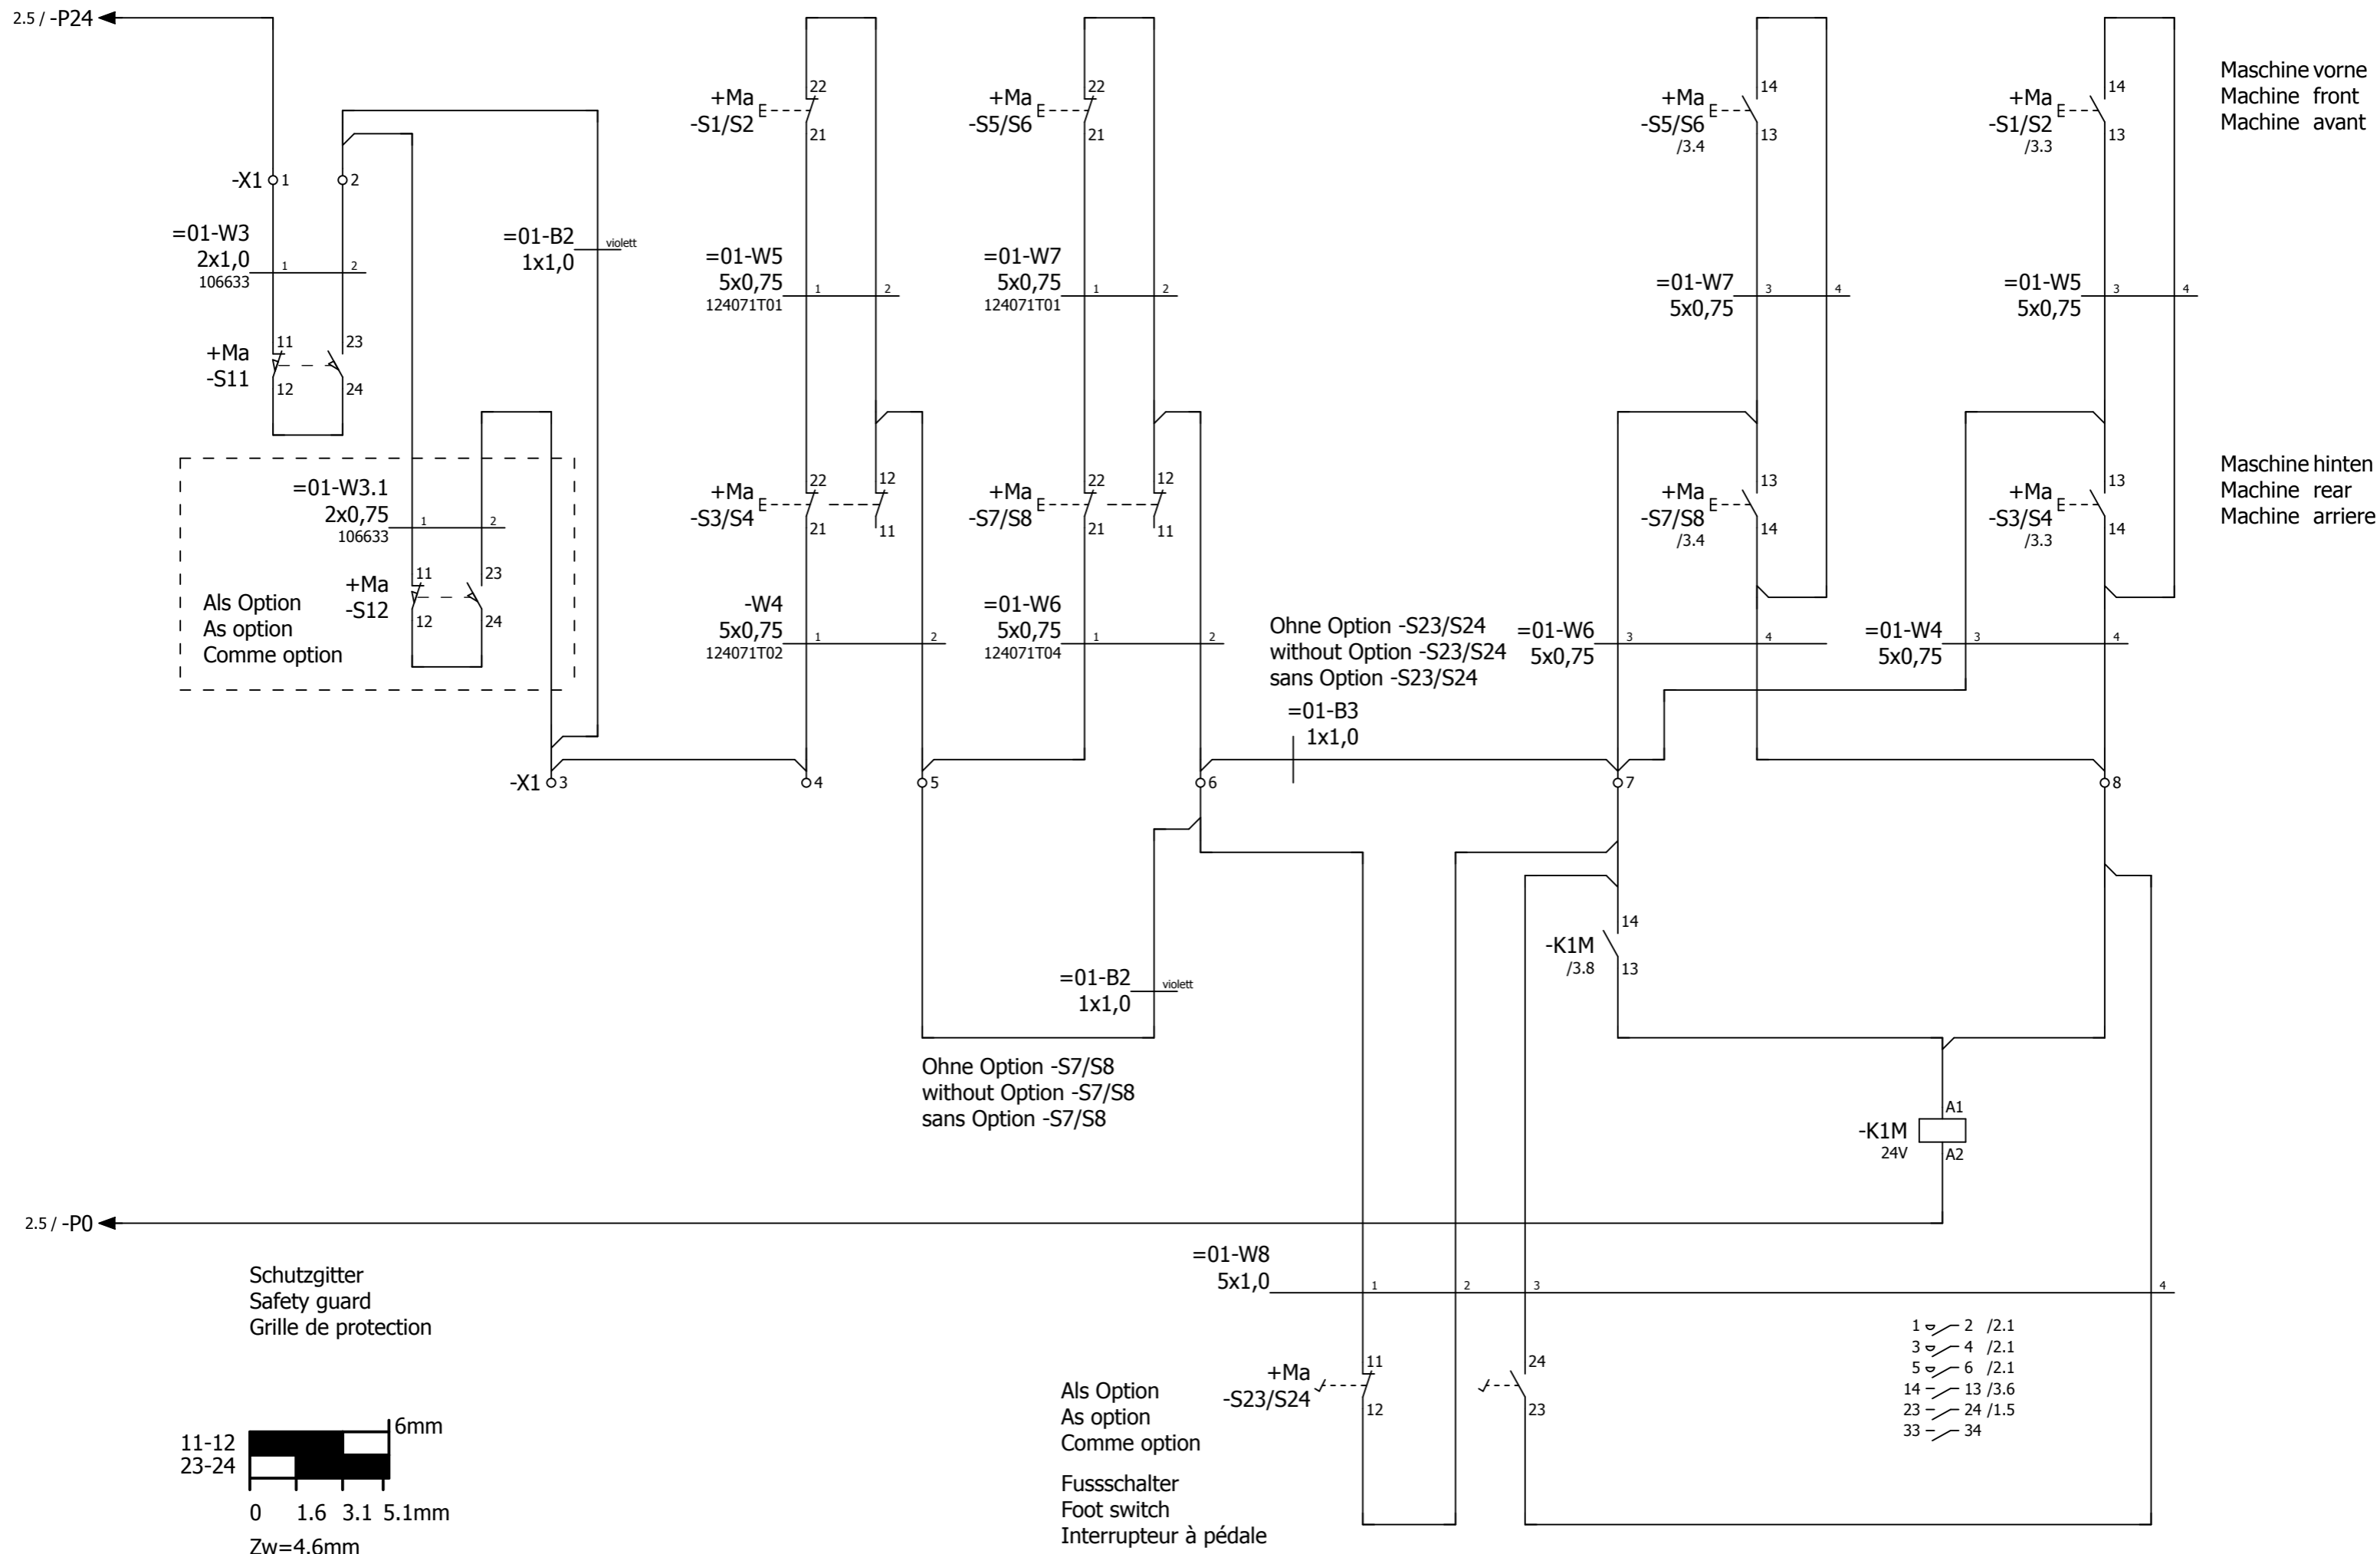 2.5 / -P24
22
+Ma
-S1/S2
21
22
+Ma
-S5/S6
21
14
+Ma
-S5/S6
/3.4
13
14
+Ma
-S1/S2
/3.3
13
Maschine vorne
Machine front
Machine avant
-X1
1
2
=01-W3
2x1,0
106633
1
2
=01-B2
1x1,0
violett
=01-W5
5x0,75
124071T01
1
2
=01-W7
5x0,75
124071T01
1
2
=01-W7
5x0,75
3
4
=01-W5
5x0,75
3
4
+Ma
-S11
11
12
23
24
=01-W3.1
2x0,75
106633
1
2
+Ma
-S12
11
12
23
24
Als Option
As option
Comme option
+Ma
-S3/S4
22
21
12
11
+Ma
-S7/S8
22
21
12
11
+Ma
-S7/S8
/3.4
13
14
+Ma
-S3/S4
/3.3
13
14
Maschine hinten
Machine rear
Machine arriere
-W4
5x0,75
124071T02
1
2
=01-W6
5x0,75
124071T04
1
2
Ohne Option -S23/S24
without Option -S23/S24
sans Option -S23/S24
=01-B3
1x1,0
=01-W6
5x0,75
3
4
=01-W4
5x0,75
3
4
-X1
3
4
5
6
7
8
-K1M
/3.8
14
13
=01-B2
1x1,0
violett
Ohne Option -S7/S8
without Option -S7/S8
sans Option -S7/S8
-K1M
24V
A1
A2
2.5 / -P0
=01-W8
5x1,0
1
2
3
4
Schutzgitter
Safety guard
Grille de protection
1 2 /2.1
3 4 /2.1
5 6 /2.1
14 13 /3.6
23 24 /1.5
33 34
+Ma
-S23/S24
11
12
24
23
Als Option
As option
Comme option
Fussschalter
Foot switch
Interrupteur à pédale
6mm
11-12
23-24
0 1.6 3.1 5.1mm
Zw=4.6mm